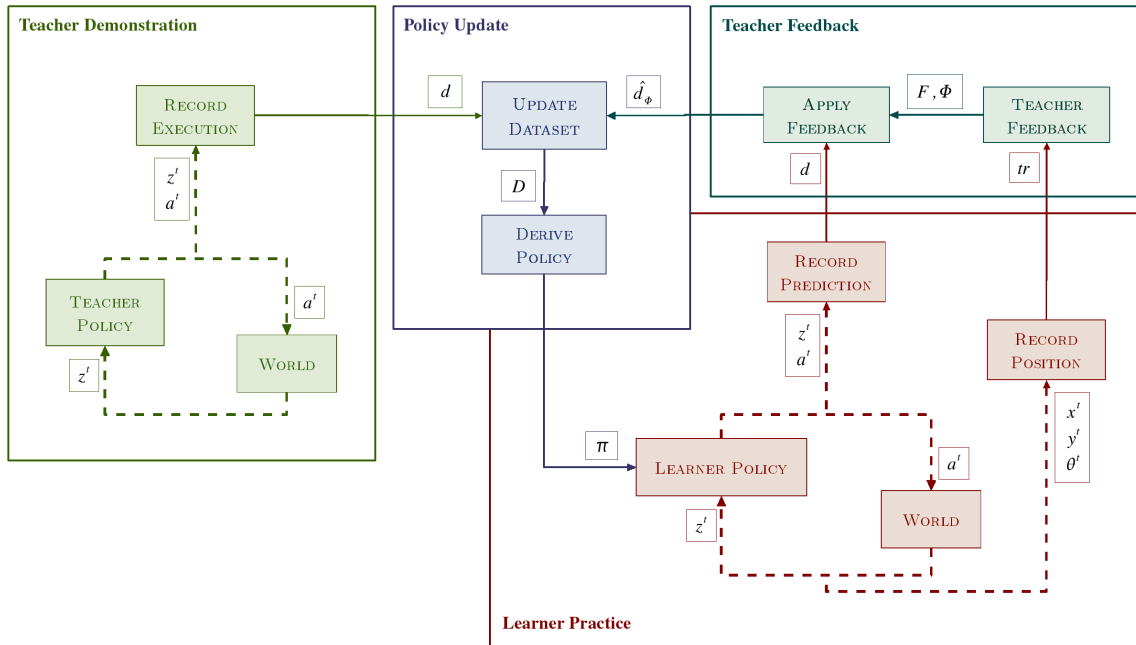 Teacher Demonstration
RECORD
EXECUTION
z^t
a^t
TEACHER
POLICY
a^t
WORLD
z^t
Policy Update
d
UPDATE
DATASET
\hat{d}_Φ
D
DERIVE
POLICY
π
Teacher Feedback
APPLY
FEEDBACK
F , Φ
TEACHER
FEEDBACK
d
tr
RECORD
PREDICTION
z^t
a^t
RECORD
POSITION
x^t
y^t
θ^t
LEARNER POLICY
a^t
WORLD
z^t
Learner Practice